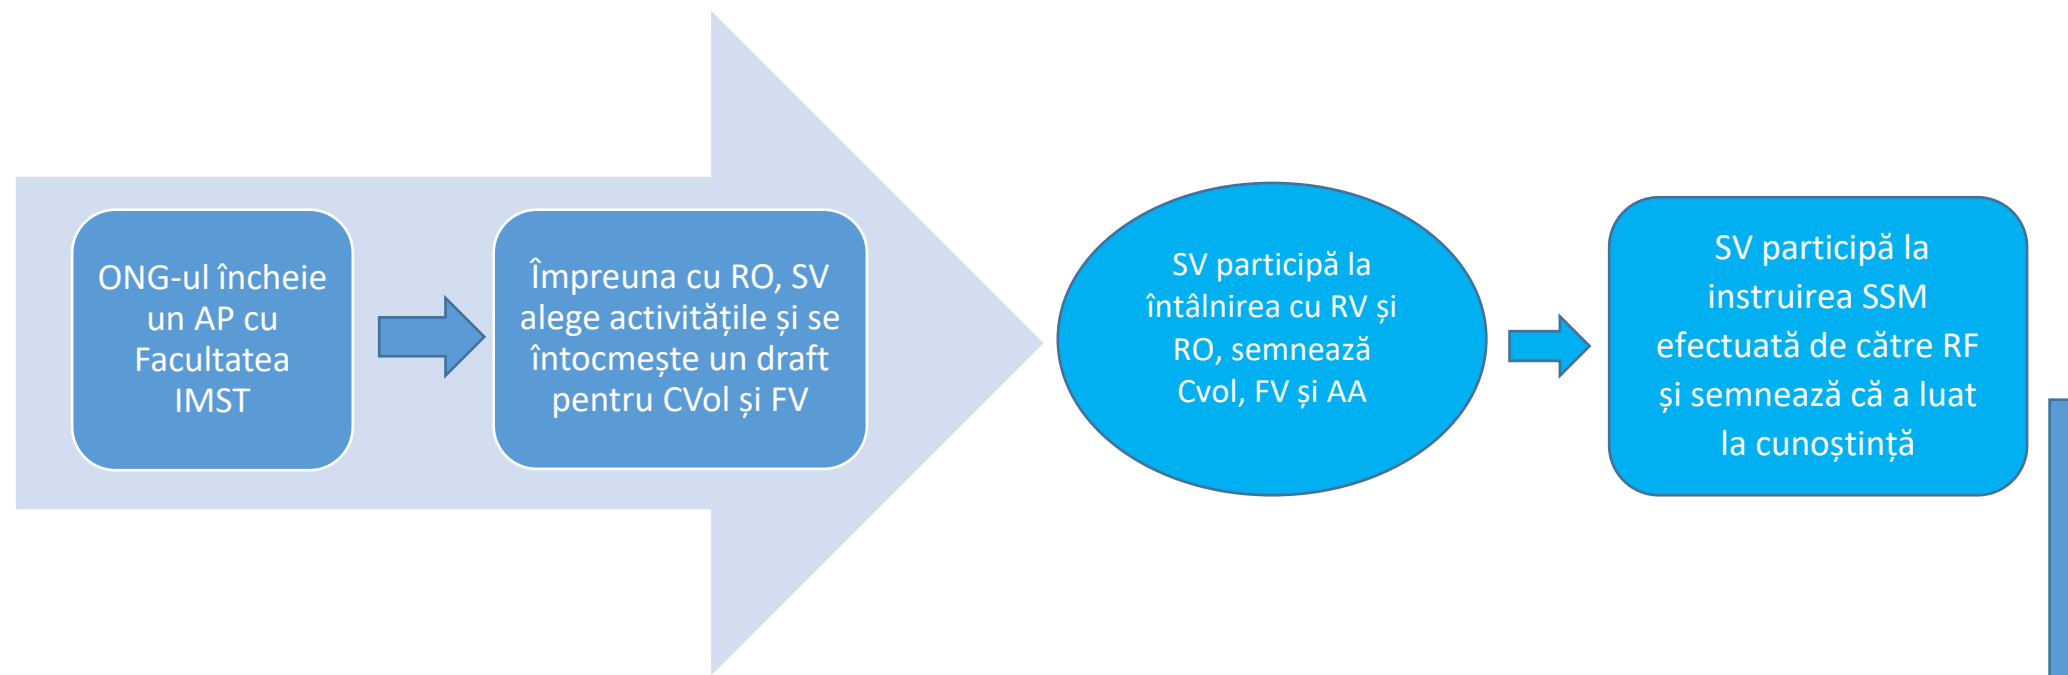 ONG-ul încheie
un AP cu
Facultatea
IMST
Împreuna cu RO, SV
alege activitățile și se
întocmește un draft
pentru CVol și FV
SV participă la
întâlnirea cu RV și
RO, semnează
Cvol, FV și AA
SV participă la
instruirea SSM
efectuată de către RF
și semnează că a luat
la cunoștință